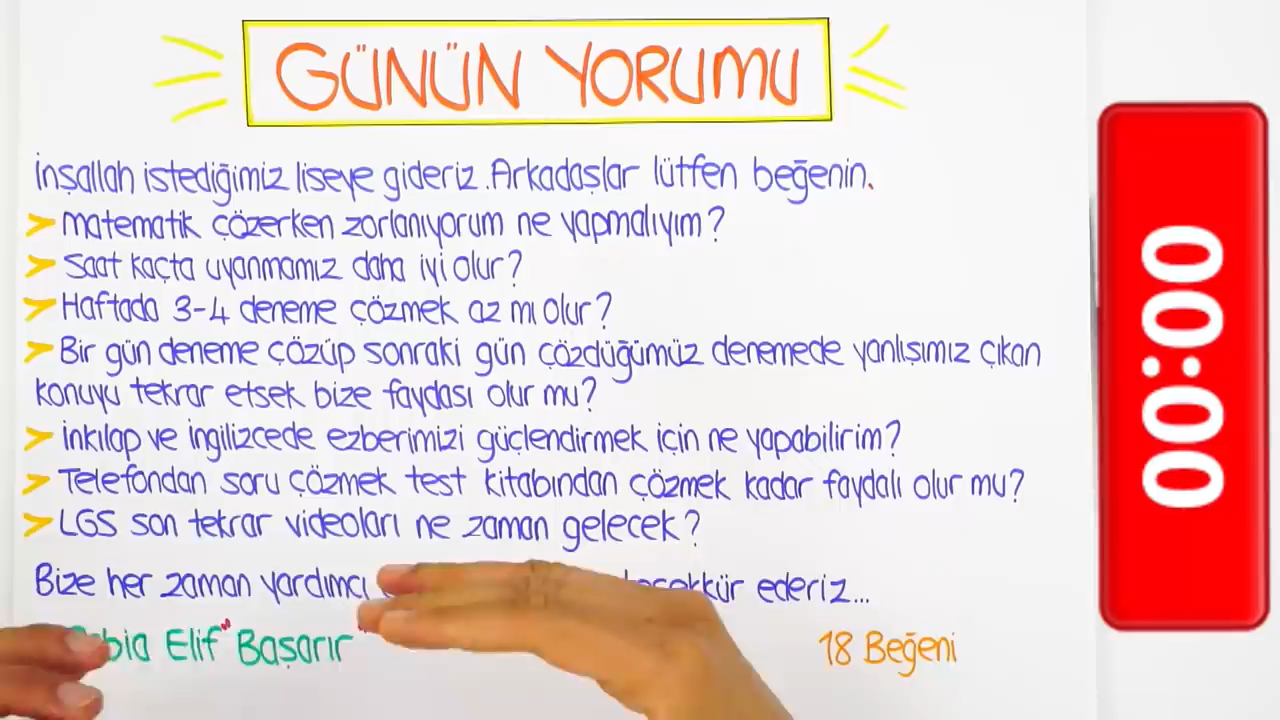 GÜNÜN YORUMU
İnşallah istediğimiz liseye gideriz. Arkadaşlar lütfen beğenin.
➤ Matematik çözerken zorlanıyorum ne yapmalıyım?
➤ Saat kaçta uyanmamız daha iyi olur?
➤ Haftada 3-4 deneme çözmek az mı olur?
➤ Bir gün deneme çözüp sonraki gün çözdüğümüz denemede yanlışımız çıkan
konuyu tekrar etsek bize faydası olur mu?
➤ İnkılap ve ingilizcede ezberimizi güçlendirmek için ne yapabilirim?
➤ Telefondan soru çözmek test kitabından çözmek kadar faydalı olur mu?
➤ LGS son tekrar videoları ne zaman gelecek?
Bize her zaman yardımcı ederiz...
Elif Başarır
18 Beğeni
00:00